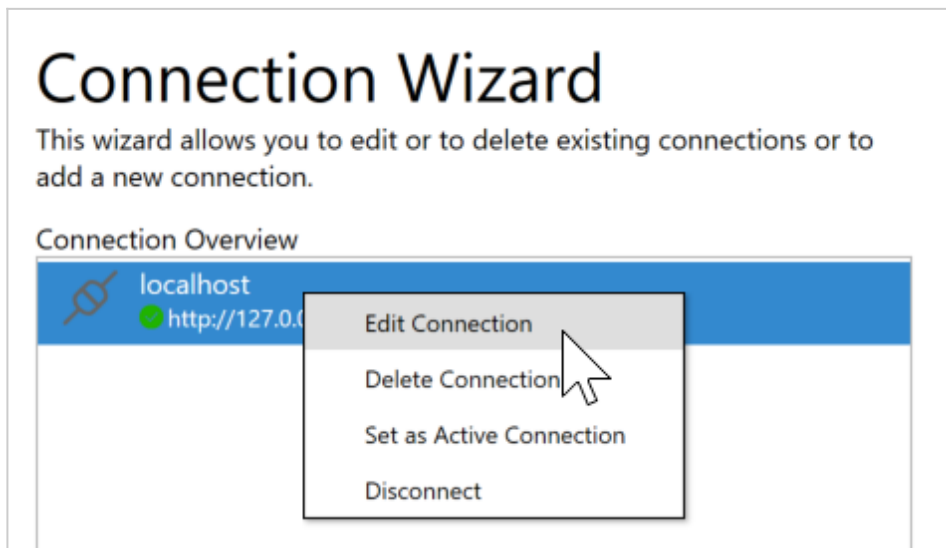 Connection Wizard
This wizard allows you to edit or to delete existing connections or to
add a new connection.
Connection Overview
localhost
http://127.0.0
Edit Connection
Delete Connection
Set as Active Connection
Disconnect